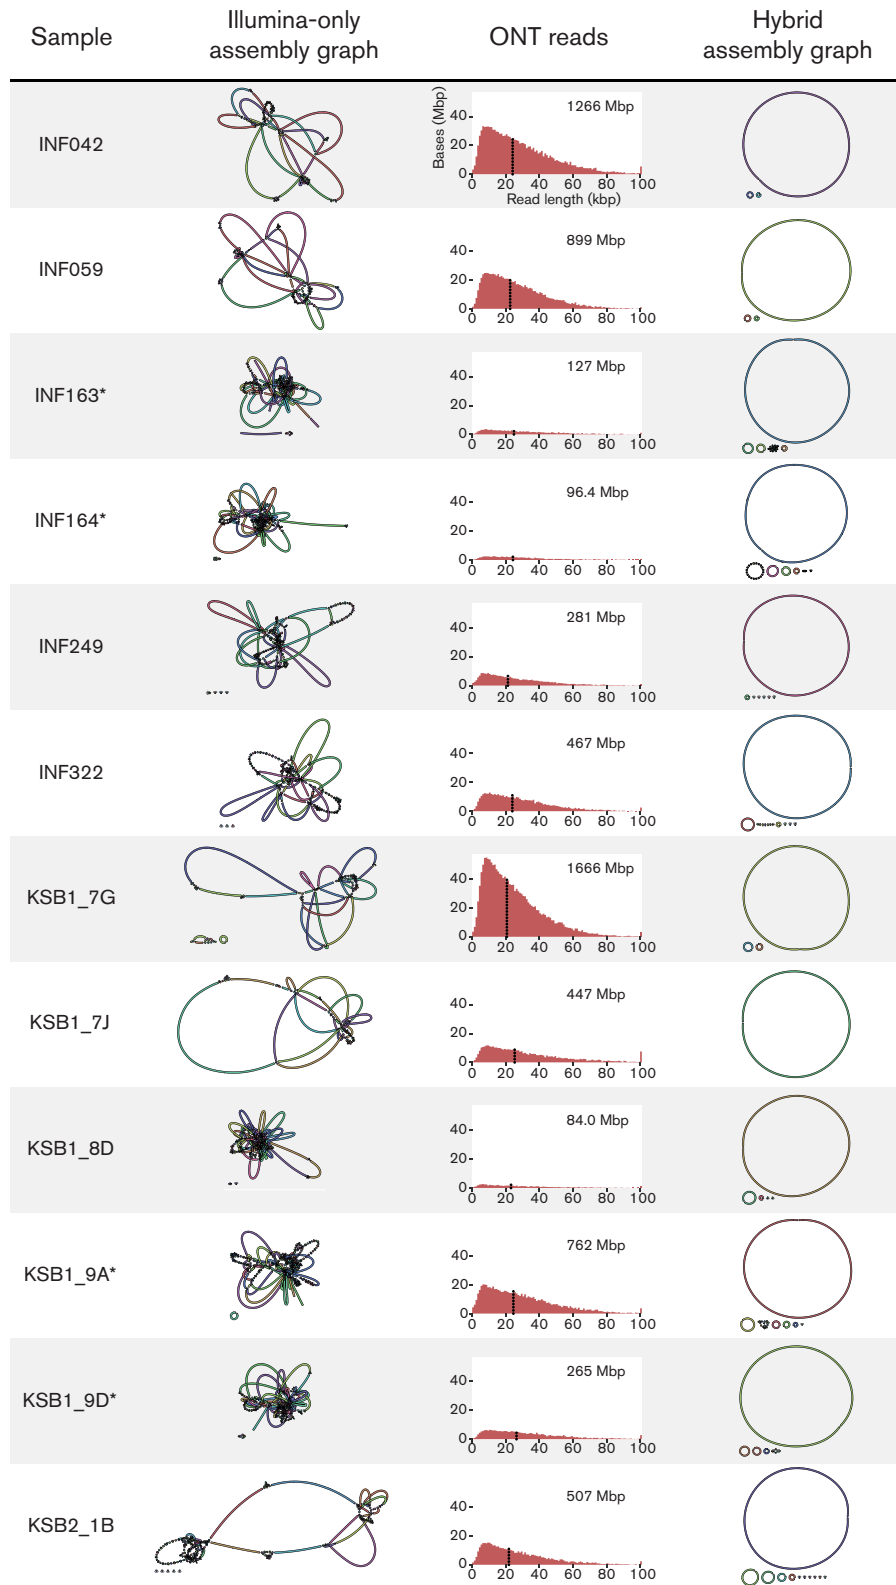 Sample
Illumina-only
assembly graph
ONT reads
Hybrid
assembly graph
INF042
Bases (Mbp)
1266 Mbp
40
20
0
0 20 40 60 80 100
Read length (kbp)
INF059
899 Mbp
40
20
0
0 20 40 60 80 100
INF163*
127 Mbp
40
20
0
0 20 40 60 80 100
INF164*
96.4 Mbp
40
20
0
0 20 40 60 80 100
INF249
281 Mbp
40
20
0
0 20 40 60 80 100
INF322
467 Mbp
40
20
0
0 20 40 60 80 100
KSB1_7G
1666 Mbp
40
20
0
0 20 40 60 80 100
KSB1_7J
447 Mbp
40
20
0
0 20 40 60 80 100
KSB1_8D
84.0 Mbp
40
20
0
0 20 40 60 80 100
KSB1_9A*
762 Mbp
40
20
0
0 20 40 60 80 100
KSB1_9D*
265 Mbp
40
20
0
0 20 40 60 80 100
KSB2_1B
507 Mbp
40
20
0
0 20 40 60 80 100